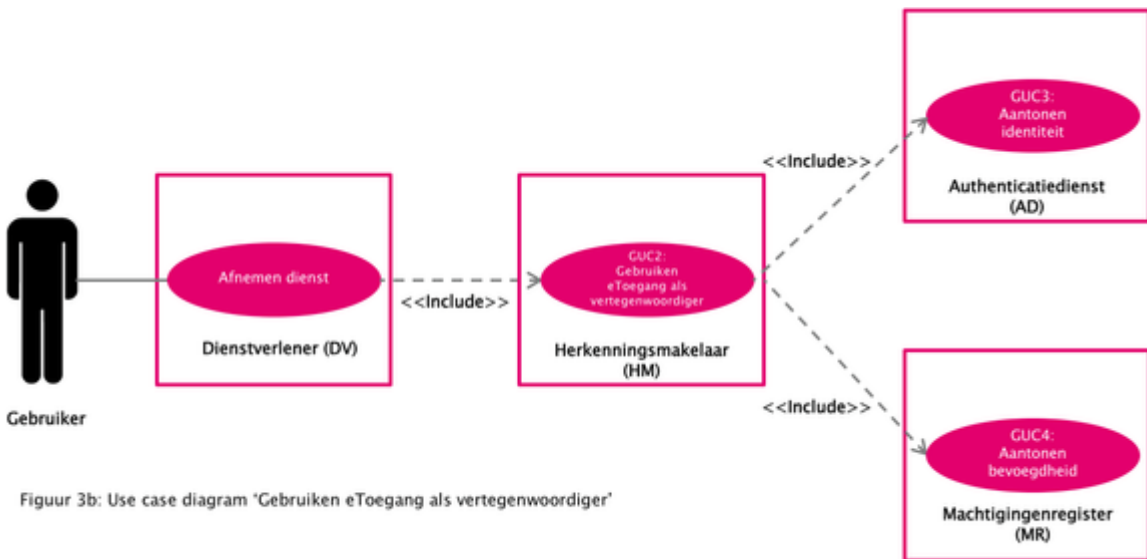 Gebruiker
Afnemen dienst
Dienstverlener (DV)
<<Include>>
GUC2:
Gebruiken
eToegang als
vertegenwoordiger
Herkenningsmakelaar
(HM)
<<Include>>
GUC3:
Aantonen
identiteit
Authenticatiedienst
(AD)
<<Include>>
GUC4:
Aantonen
bevoegdheid
Machtigingenregister
(MR)
Figuur 3b: Use case diagram ‘Gebruiken eToegang als vertegenwoordiger’